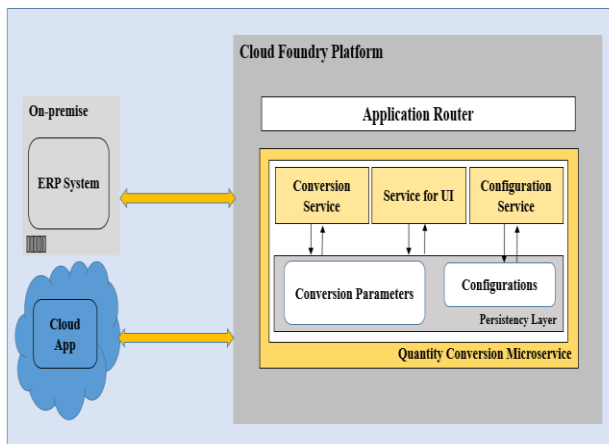 Cloud Foundry Platform
On-premise
ERP System
Application Router
Conversion
Service
Service for UI
Configuration
Service
Conversion Parameters
Configurations
Persistency Layer
Quantity Conversion Microservice
Cloud
App